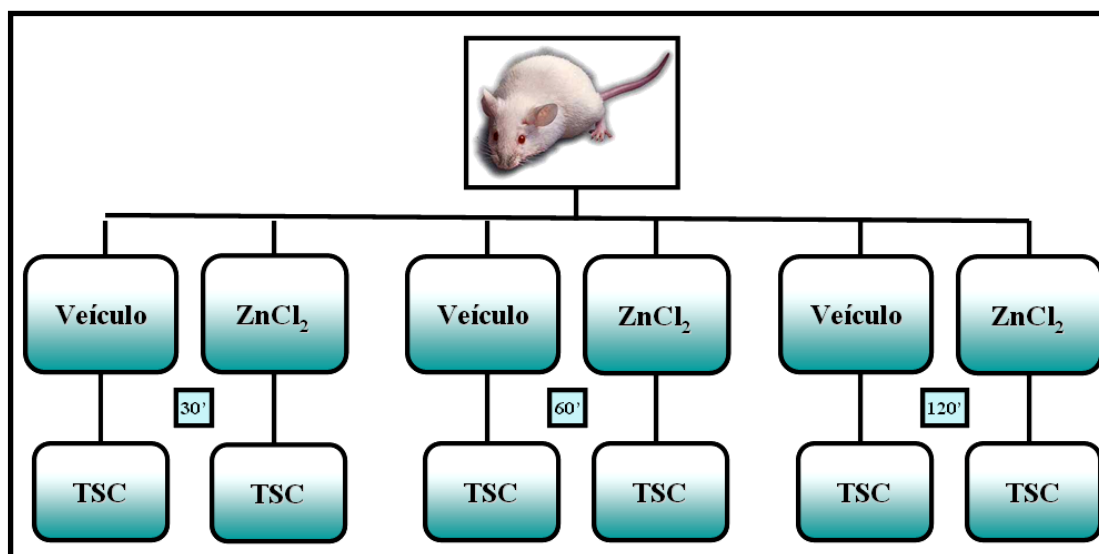 Veículo
ZnCl₂
Veículo
ZnCl₂
Veículo
ZnCl₂
30’
60’
120’
TSC
TSC
TSC
TSC
TSC
TSC